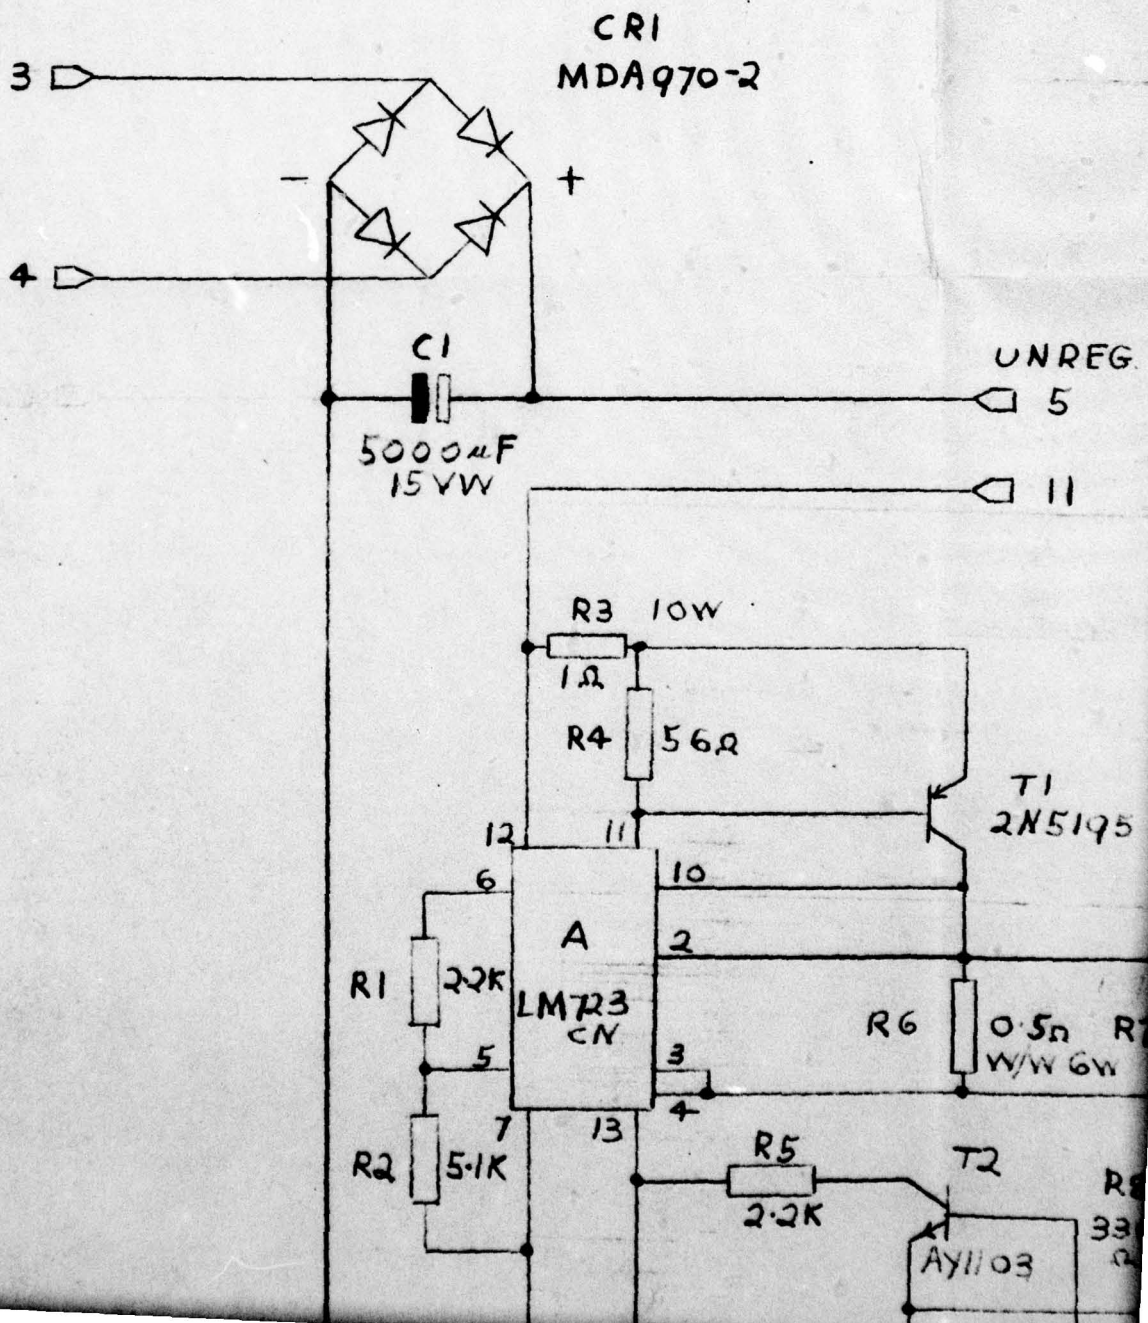 CR1
MDA970-2
3
-
+
4
C1
5000µF
15VW
UNREG.
5
11
R3 10W
1Ω
R4 56Ω
T1
2N5195
12 11
6 10
A
2
R1 2.2K
LM723
CN
R6 0.5Ω
W/W 6W
5 3
4
7 13
R2 5.1K
R5
2.2K
T2
33
Ω
AY1103